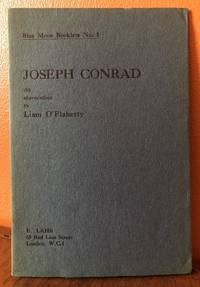 Blue Moon Booklets No. 1
JOSEPH CONRAD
An
appreciation
by
Liam O'Flaherty
E. LAHR
68 Red Lion Street
London, W.C.1